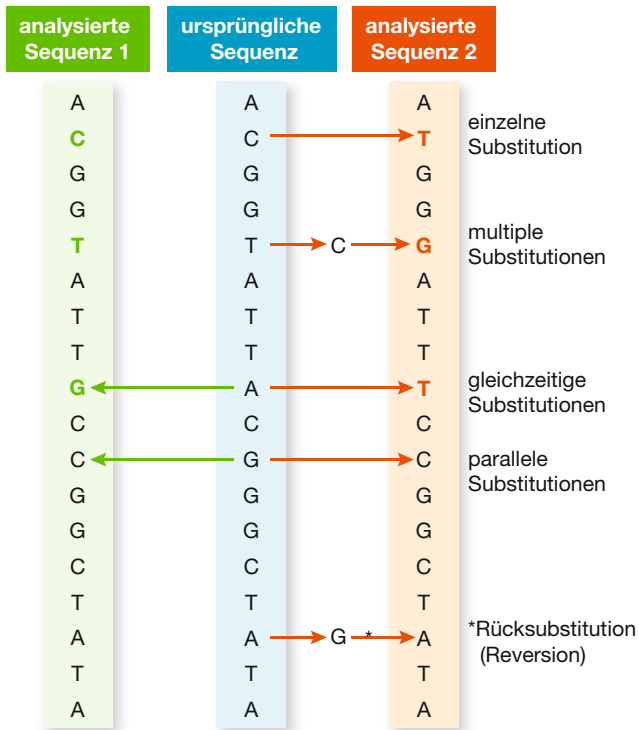 analysierte
Sequenz 1
ursprüngliche
Sequenz
analysierte
Sequenz 2
A A A
C C T
einzelne
Substitution
G G G
G G G
T T C G
multiple
Substitutionen
A A A
T T T
T T T
G A T
gleichzeitige
Substitutionen
C C C
C G C
parallele
Substitutionen
G G G
G G G
C C C
T T T
A A G * A
*Rücksubstitution
(Reversion)
T T T
A A A